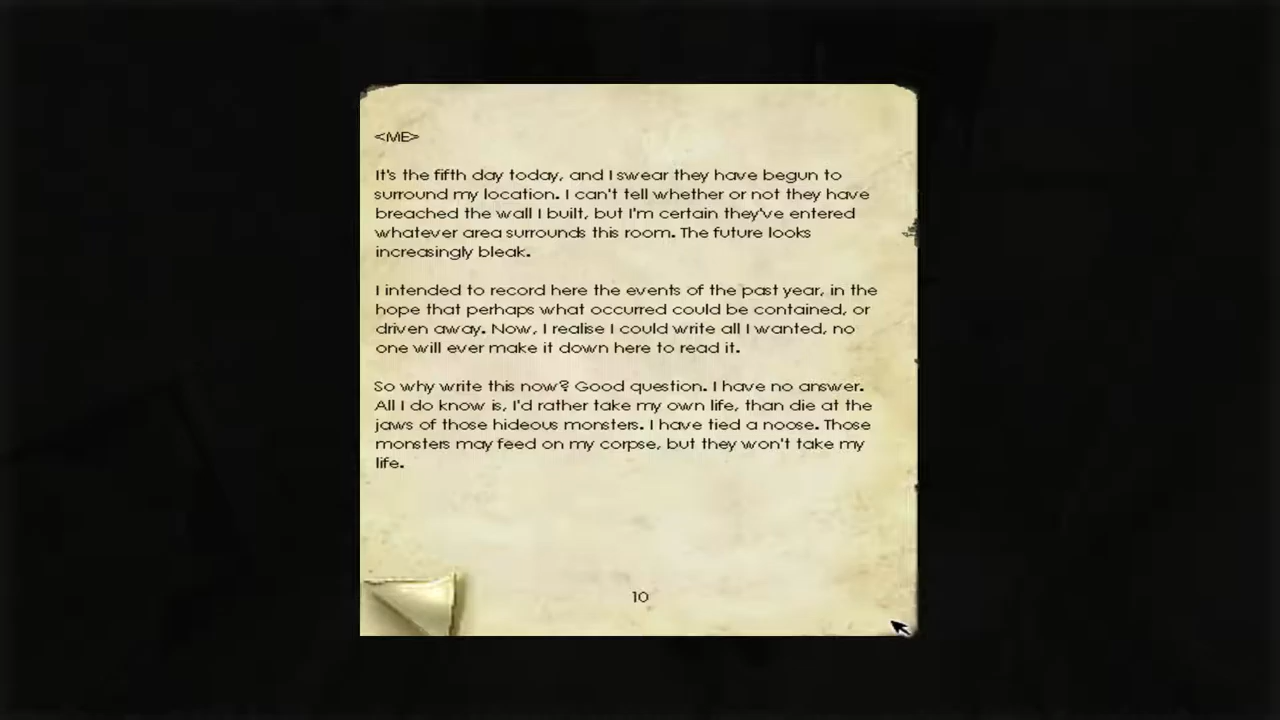 <ME>
It's the fifth day today, and I swear they have begun to
surround my location. I can't tell whether or not they have
breached the wall I built, but I'm certain they've entered
whatever area surrounds this room. The future looks
increasingly bleak.
I intended to record here the events of the past year, in the
hope that perhaps what occurred could be contained, or
driven away. Now, I realise I could write all I wanted, no
one will ever make it down here to read it.
So why write this now? Good question. I have no answer.
All I do know is, I'd rather take my own life, than die at the
jaws of those hideous monsters. I have tied a noose. Those
monsters may feed on my corpse, but they won't take my
life.
10